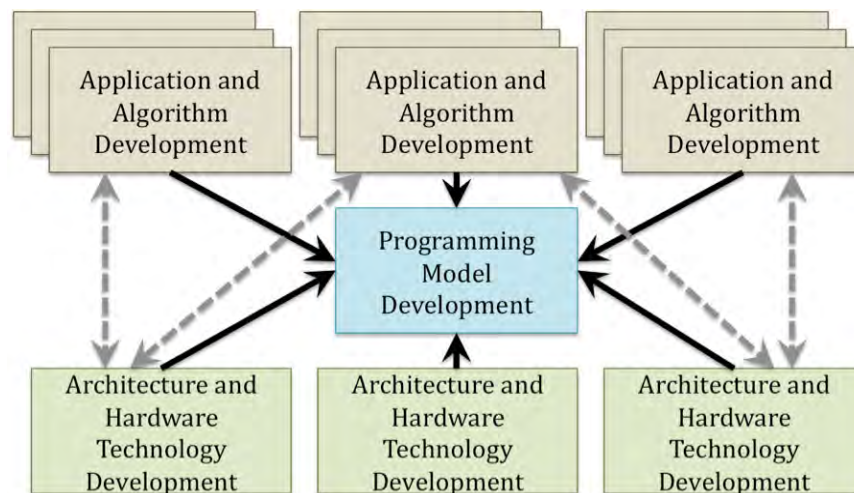 Application and
Algorithm
Development
Application and
Algorithm
Development
Application and
Algorithm
Development
Programming
Model
Development
Architecture and
Hardware
Technology
Development
Architecture and
Hardware
Technology
Development
Architecture and
Hardware
Technology
Development